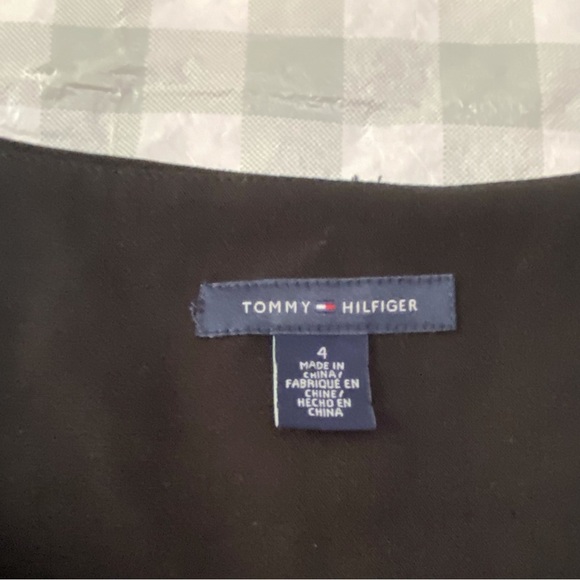 TOMMY HILFIGER
4
MADE IN
CHINA/
FABRIQUE EN
CHINE/
HECHO EN
CHINA